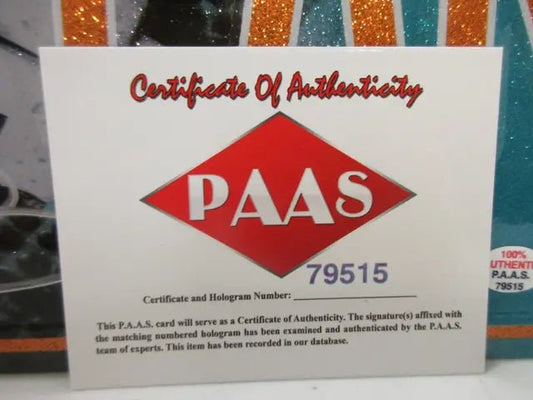 Certificate Of Authenticity
PAAS
79515
Certificate and Hologram Number:
This P.A.A.S. card will serve as a Certificate of Authenticity. The signature(s) affixed with
the matching numbered hologram has been examined and authenticated by the P.A.A.S.
team of experts. This item has been recorded in our database.
100%
P.A.A.S.
79515